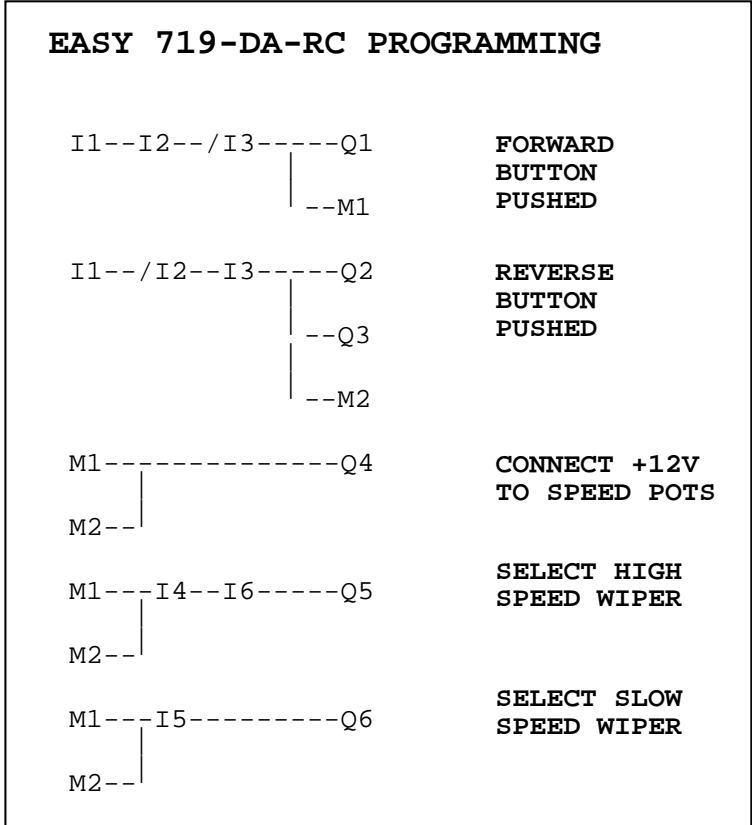 EASY 719-DA-RC PROGRAMMING
I1--I2--/I3-----Q1
--M1
FORWARD
BUTTON
PUSHED
I1--/I2--I3-----Q2
--Q3
--M2
REVERSE
BUTTON
PUSHED
M1--------------Q4
M2--
CONNECT +12V
TO SPEED POTS
M1---I4--I6-----Q5
M2--
SELECT HIGH
SPEED WIPER
M1---I5---------Q6
M2--
SELECT SLOW
SPEED WIPER